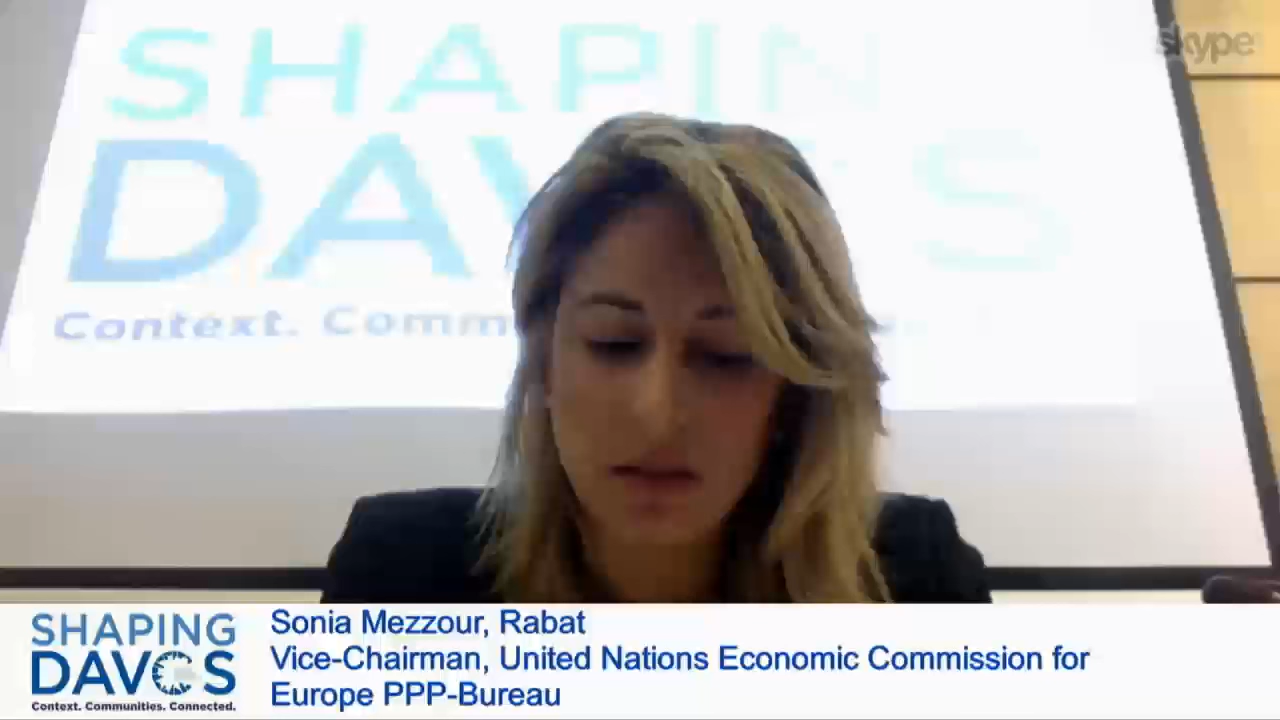 SHAPIN
DA S
Context. Comm
skype
SHAPING
DAVOS
Context. Communities. Connected.
Sonia Mezzour, Rabat
Vice-Chairman, United Nations Economic Commission for
Europe PPP-Bureau